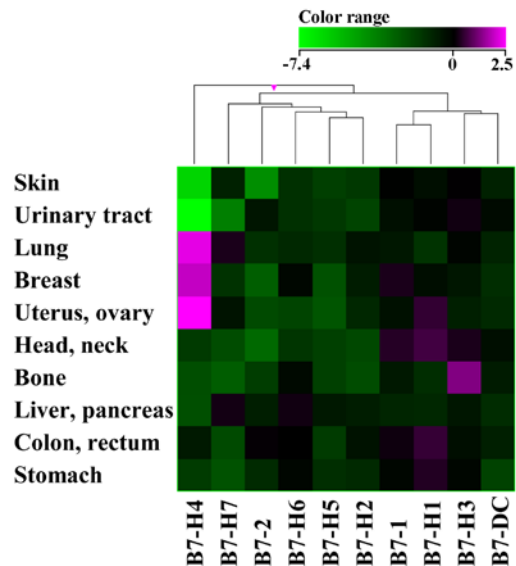 Color range
-7.4 0 2.5
Skin
Urinary tract
Lung
Breast
Uterus, ovary
Head, neck
Bone
Liver, pancreas
Colon, rectum
Stomach
B7-H4
B7-H7
B7-2
B7-H6
B7-H5
B7-H2
B7-1
B7-H1
B7-H3
B7-DC